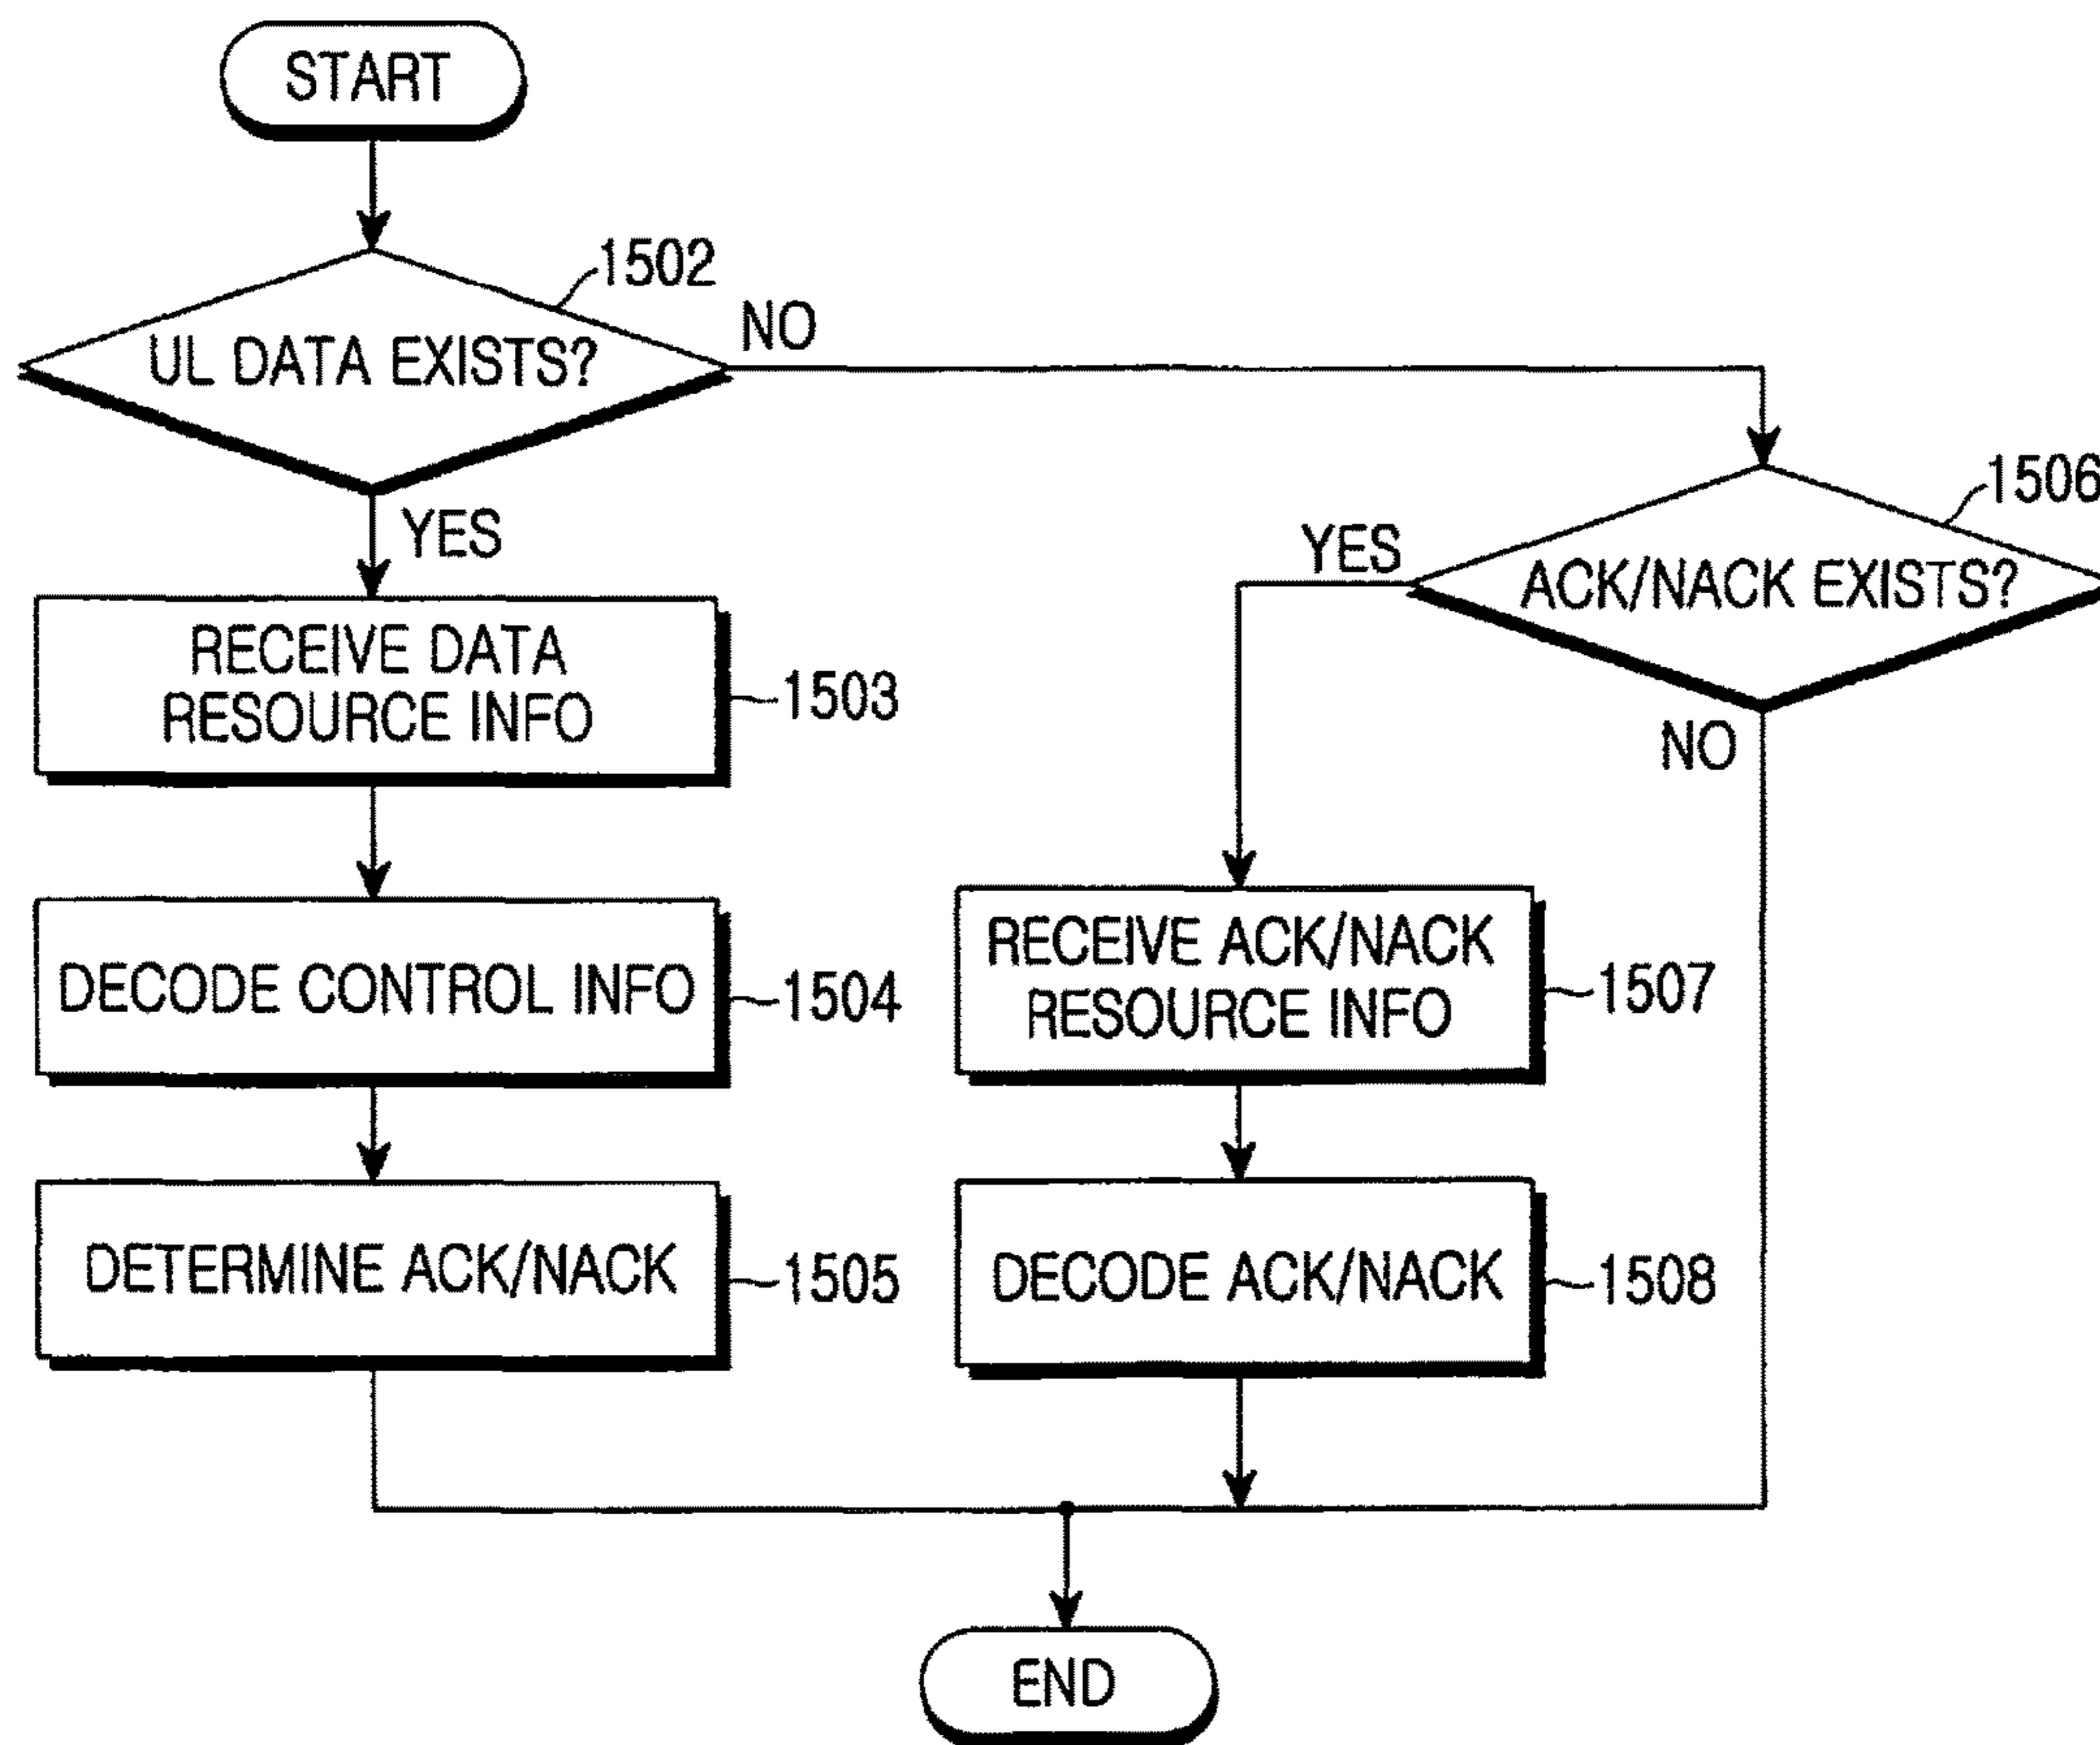 START
1502
UL DATA EXISTS?
NO
YES
1506
ACK/NACK EXISTS?
YES
NO
RECEIVE DATA
RESOURCE INFO
1503
DECODE CONTROL INFO
1504
DETERMINE ACK/NACK
1505
RECEIVE ACK/NACK
RESOURCE INFO
1507
DECODE ACK/NACK
1508
END